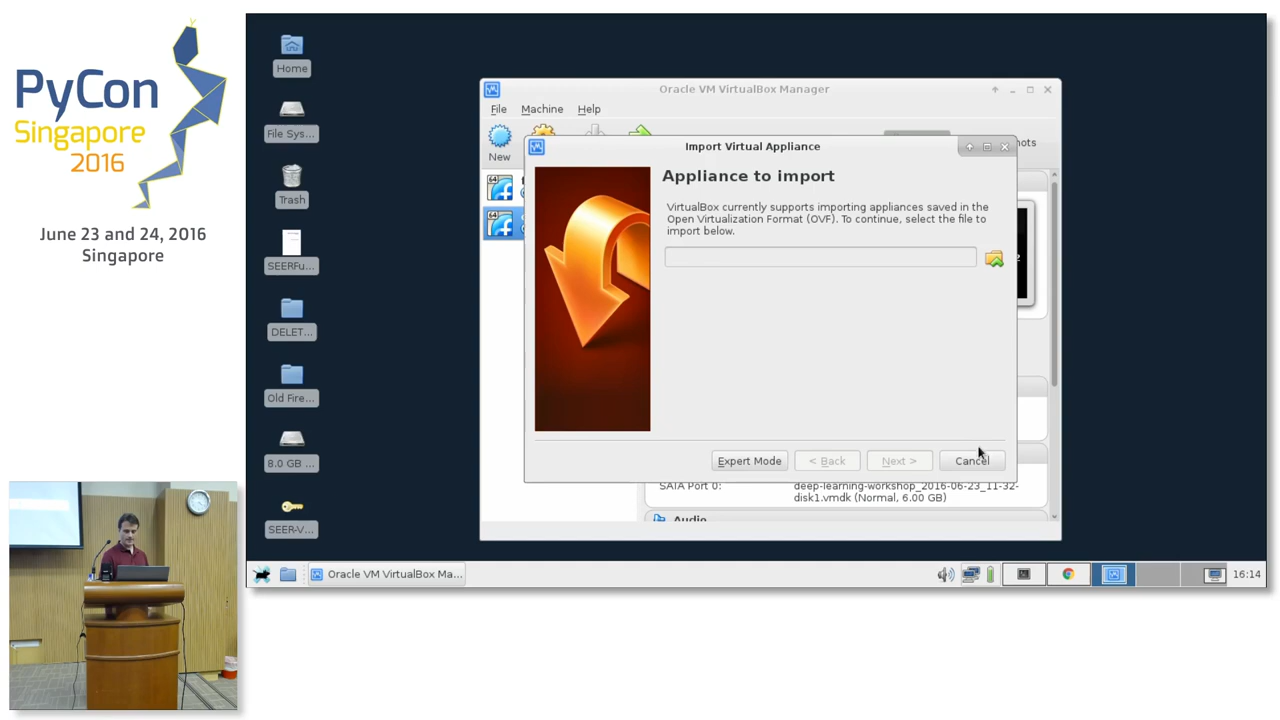 PyCon
Singapore
2016
June 23 and 24, 2016
Singapore
Home
File Sys...
Trash
SEERFu...
DELET...
Old Fire...
8.0 GB ...
SEER-V...
Oracle VM VirtualBox Manager
File Machine Help
New
Import Virtual Appliance
Appliance to import
VirtualBox currently supports importing appliances saved in the
Open Virtualization Format (OVF). To continue, select the file to
import below.
Expert Mode
< Back
Next >
Cancel
SATA Port 0:
deep-learning-workshop_2016-06-23_11-32-
disk1.vmdk (Normal, 6.00 GB)
Audio
Oracle VM VirtualBox Ma...
16:14